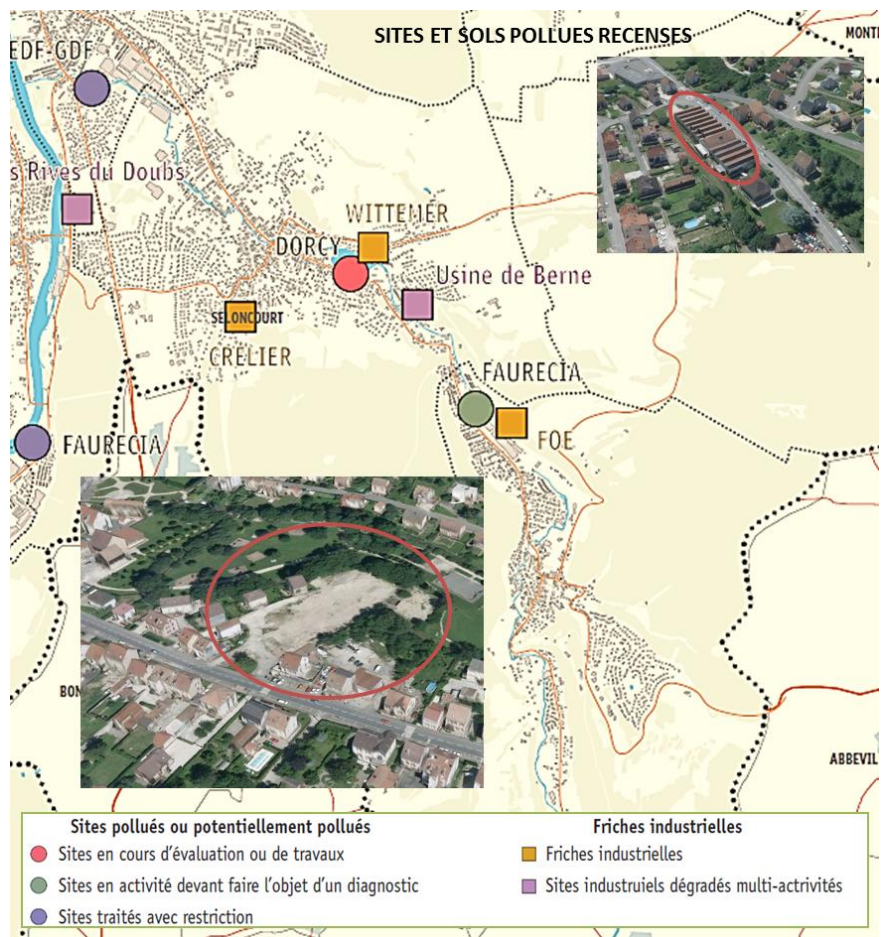 SITES ET SOLS POLLUES RECENSES
EDF-GDF
MONT
s Rives du Doubs
WITTEMER
DORCY
Usine de Berne
SELONCOURT
CRELIER
FAURECIA
FOE
FAURECIA
BON
ABBEVIL
Sites pollués ou potentiellement pollués
Sites en cours d'évaluation ou de travaux
Sites en activité devant faire l'objet d'un diagnostic
Sites traités avec restriction
Friches industrielles
Friches industrielles
Sites industruiels dégradés multi-actrivités